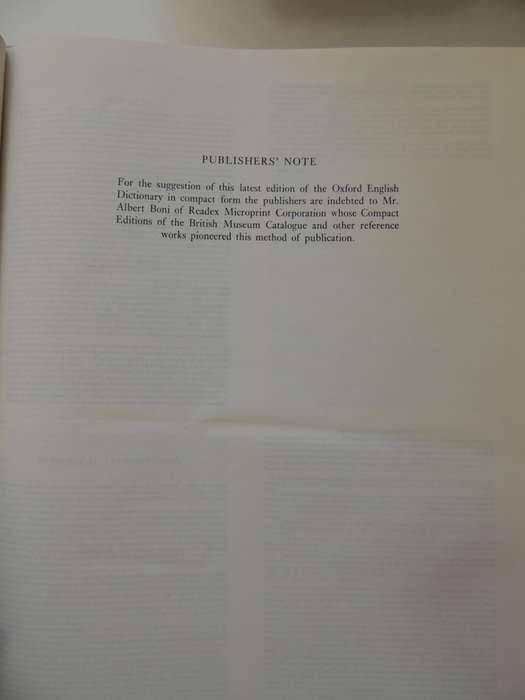 PUBLISHERS' NOTE
For the suggestion of this latest edition of the Oxford English
Dictionary in compact form the publishers are indebted to Mr.
Albert Boni of Readex Microprint Corporation whose Compact
Editions of the British Museum Catalogue and other reference
works pioneered this method of publication.